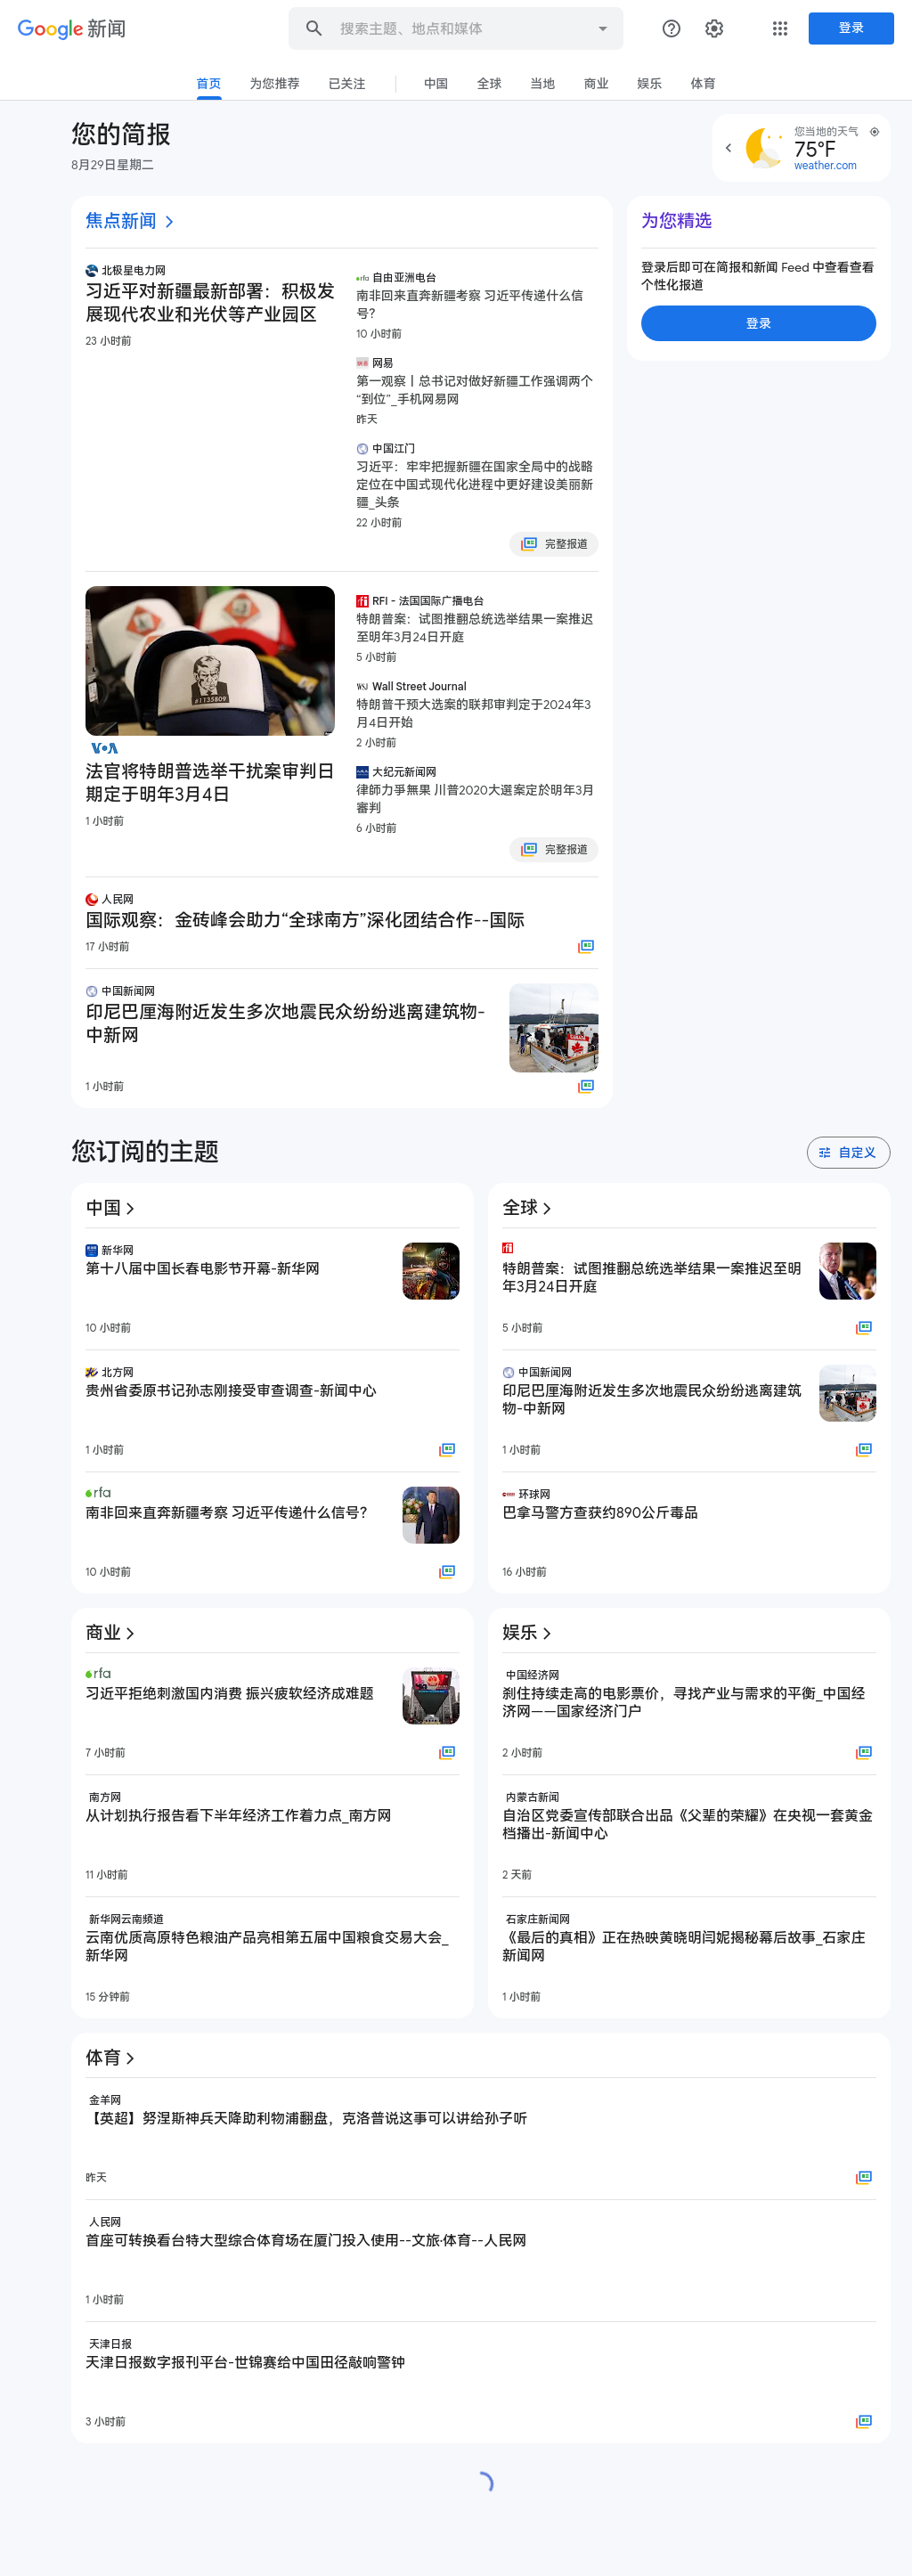 Google 新闻
搜索主题、地点和媒体
登录
首页 为您推荐 已关注 中国 全球 当地 商业 娱乐 体育
您的简报
8月29日星期二
您当地的天气
75°F
weather.com
焦点新闻
北极星电力网
习近平对新疆最新部署：积极发
展现代农业和光伏等产业园区
23 小时前
rfa 自由亚洲电台
南非回来直奔新疆考察 习近平传递什么信
号？
10 小时前
网易
第一观察丨总书记对做好新疆工作强调两个
“到位”_手机网易网
昨天
中国江门
习近平：牢牢把握新疆在国家全局中的战略
定位在中国式现代化进程中更好建设美丽新
疆_头条
22 小时前
完整报道
为您精选
登录后即可在简报和新闻 Feed 中查看查看
个性化报道
登录
#1135809
VOA
法官将特朗普选举干扰案审判日
期定于明年3月4日
1 小时前
rfi RFI - 法国国际广播电台
特朗普案：试图推翻总统选举结果一案推迟
至明年3月24日开庭
5 小时前
WSJ Wall Street Journal
特朗普干预大选案的联邦审判定于2024年3
月4日开始
2 小时前
大纪元新闻网
律師力爭無果 川普2020大選案定於明年3月
審判
6 小时前
完整报道
人民网
国际观察：金砖峰会助力“全球南方”深化团结合作--国际
17 小时前
中国新闻网
印尼巴厘海附近发生多次地震民众纷纷逃离建筑物-
中新网
1 小时前
您订阅的主题
自定义
中国
新华网
第十八届中国长春电影节开幕-新华网
10 小时前
北方网
贵州省委原书记孙志刚接受审查调查-新闻中心
1 小时前
rfa
南非回来直奔新疆考察 习近平传递什么信号？
10 小时前
全球
rfi
特朗普案：试图推翻总统选举结果一案推迟至明
年3月24日开庭
5 小时前
中国新闻网
印尼巴厘海附近发生多次地震民众纷纷逃离建筑
物-中新网
1 小时前
环球网
巴拿马警方查获约890公斤毒品
16 小时前
商业
rfa
习近平拒绝刺激国内消费 振兴疲软经济成难题
7 小时前
南方网
从计划执行报告看下半年经济工作着力点_南方网
11 小时前
新华网云南频道
云南优质高原特色粮油产品亮相第五届中国粮食交易大会_
新华网
15 分钟前
娱乐
中国经济网
刹住持续走高的电影票价，寻找产业与需求的平衡_中国经
济网——国家经济门户
2 小时前
内蒙古新闻
自治区党委宣传部联合出品《父辈的荣耀》在央视一套黄金
档播出-新闻中心
2 天前
石家庄新闻网
《最后的真相》正在热映黄晓明闫妮揭秘幕后故事_石家庄
新闻网
1 小时前
体育
金羊网
【英超】努涅斯神兵天降助利物浦翻盘，克洛普说这事可以讲给孙子听
昨天
人民网
首座可转换看台特大型综合体育场在厦门投入使用--文旅·体育--人民网
1 小时前
天津日报
天津日报数字报刊平台-世锦赛给中国田径敲响警钟
3 小时前